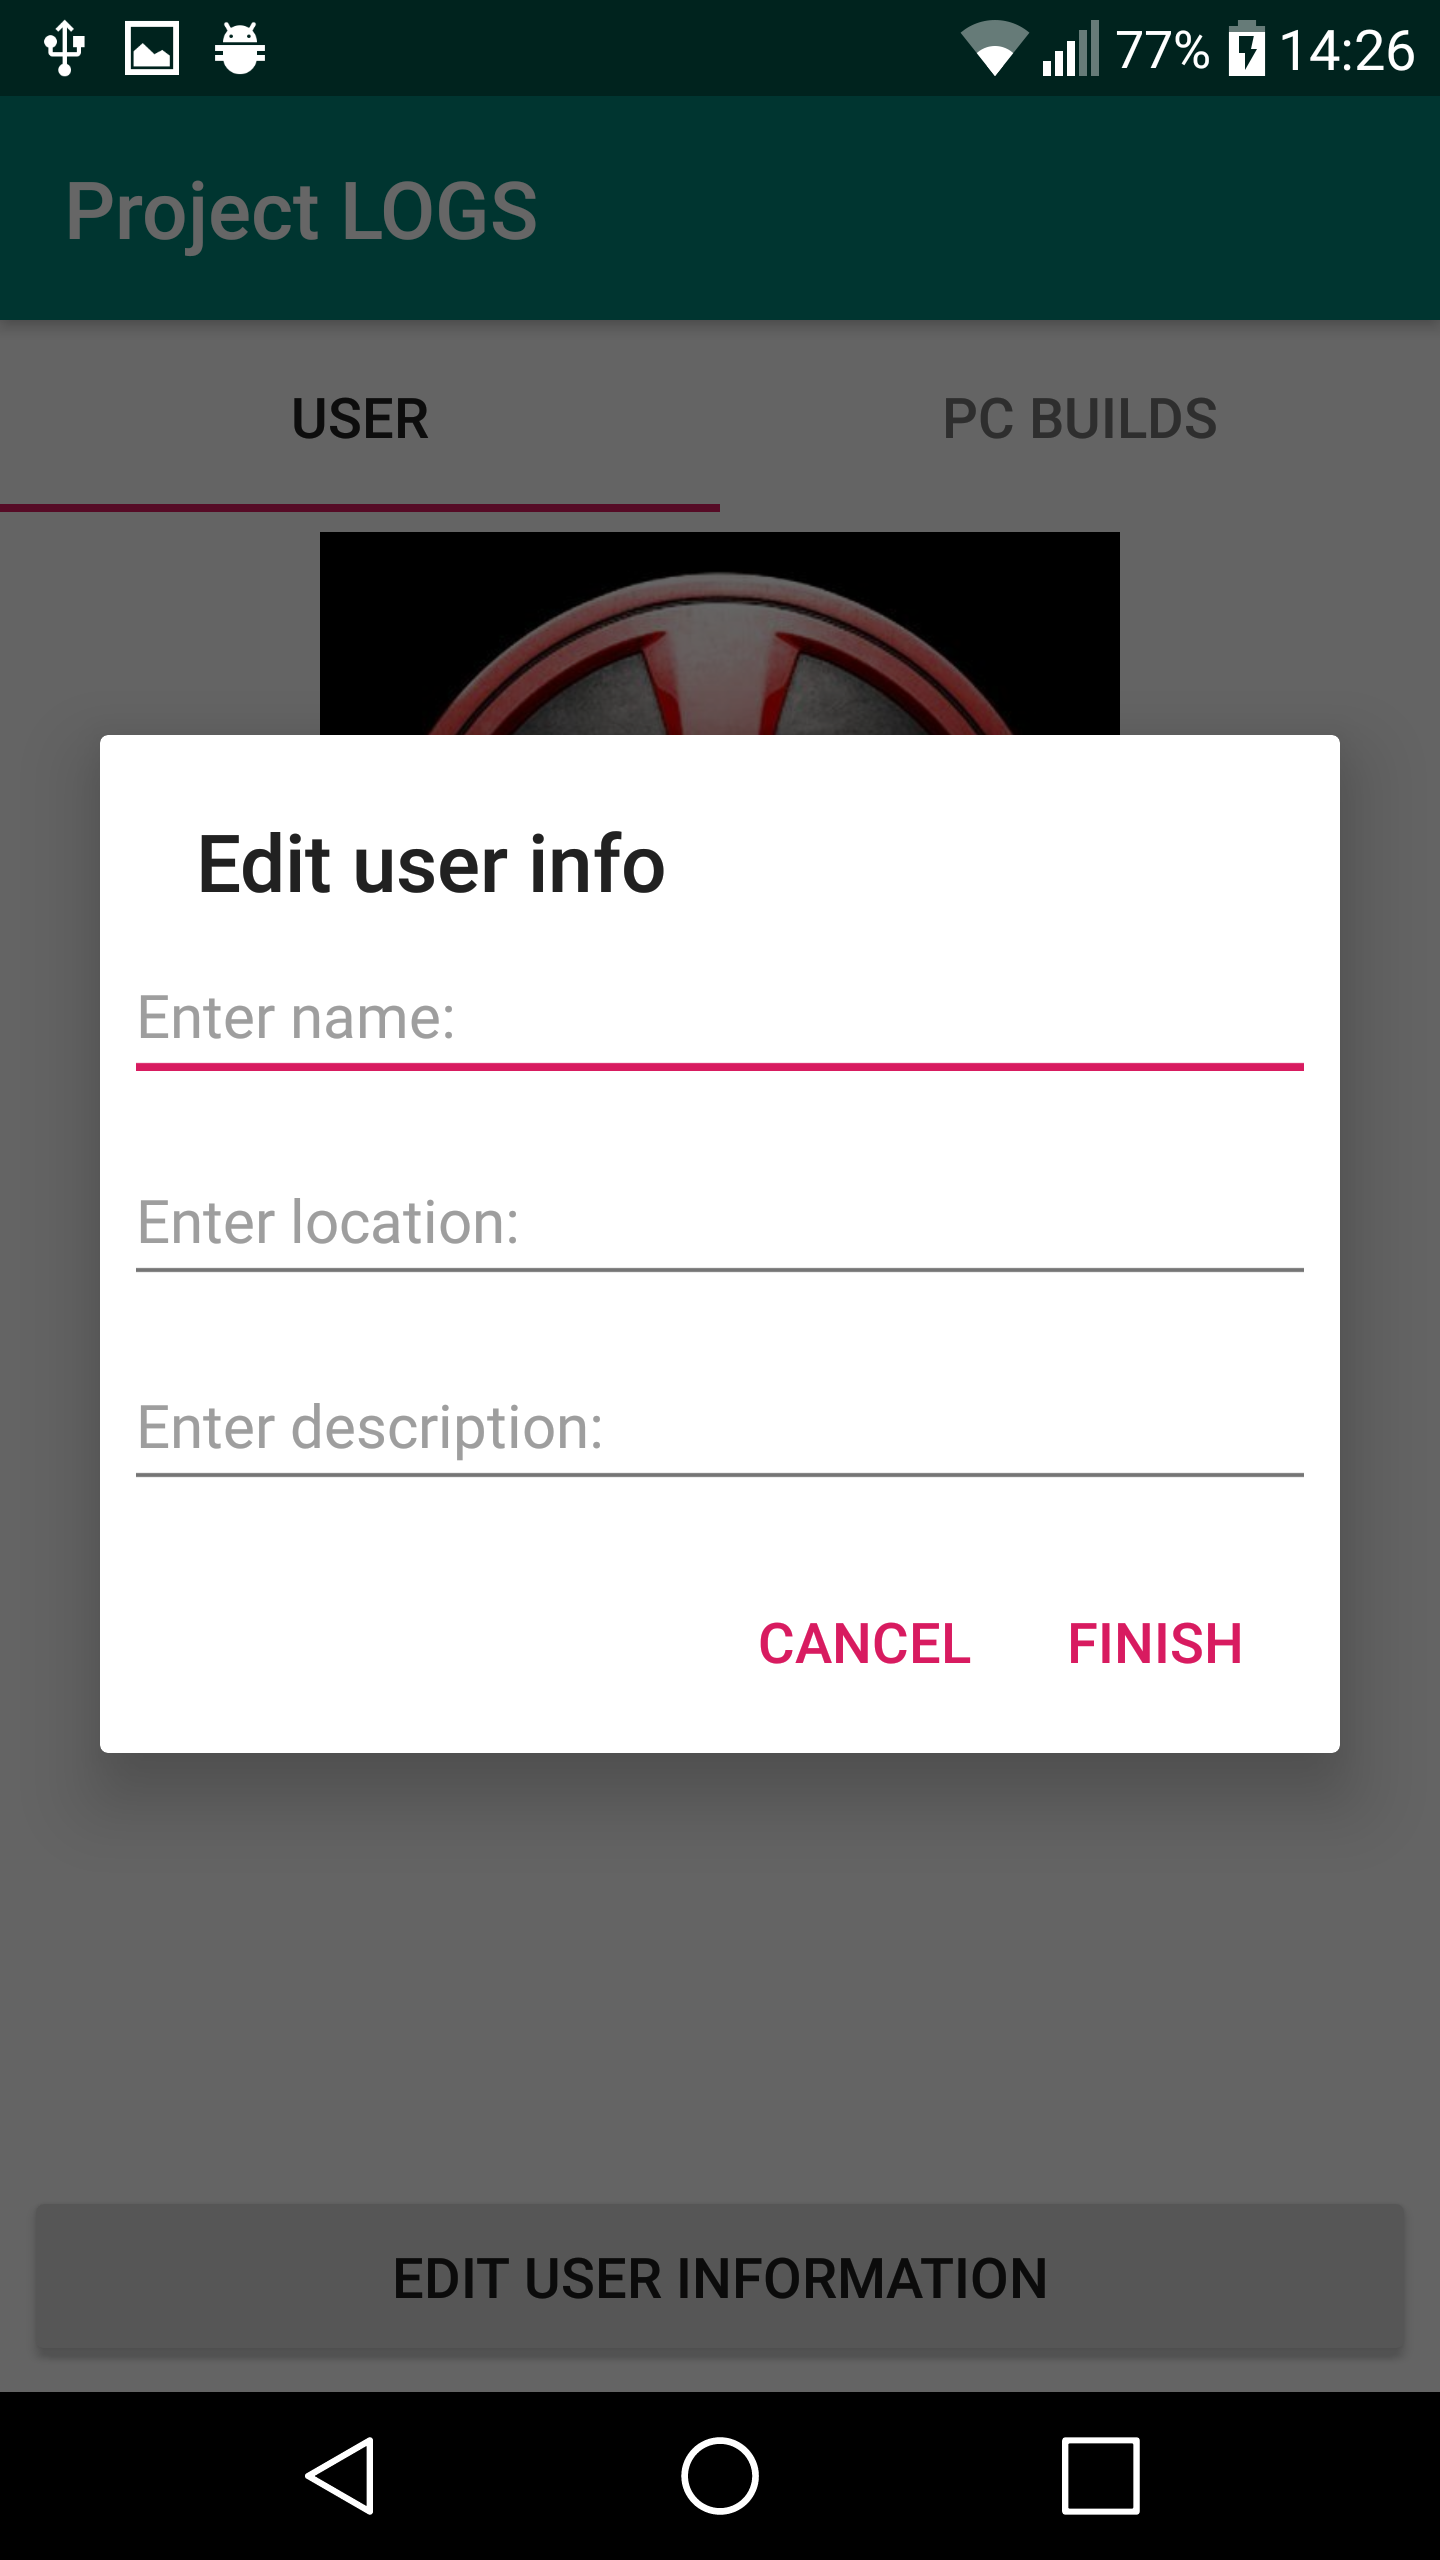 77% 14:26
Project LOGS
USER PC BUILDS
Edit user info
Enter name:
Enter location:
Enter description:
CANCEL FINISH
EDIT USER INFORMATION